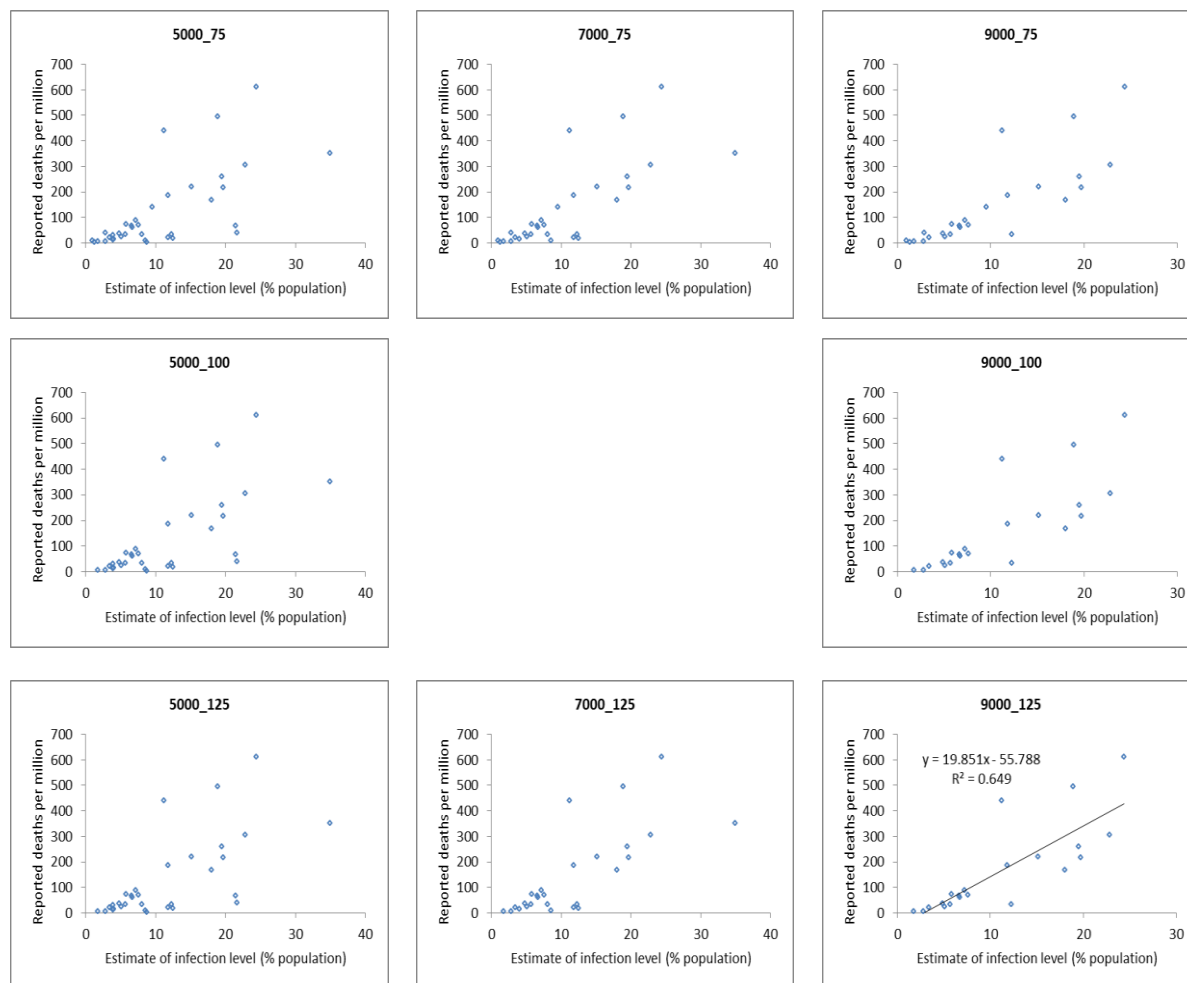 5000_75
Reported deaths per million
700
600
500
400
300
200
100
0
0 10 20 30 40
Estimate of infection level (% population)
7000_75
Reported deaths per million
700
600
500
400
300
200
100
0
0 10 20 30 40
Estimate of infection level (% population)
9000_75
Reported deaths per million
700
600
500
400
300
200
100
0
0 10 20 30
Estimate of infection level (% population)
5000_100
Reported deaths per million
700
600
500
400
300
200
100
0
0 10 20 30 40
Estimate of infection level (% population)
9000_100
Reported deaths per million
700
600
500
400
300
200
100
0
0 10 20 30
Estimate of infection level (% population)
5000_125
Reported deaths per million
700
600
500
400
300
200
100
0
0 10 20 30 40
Estimate of infection level (% population)
7000_125
Reported deaths per million
700
600
500
400
300
200
100
0
0 10 20 30 40
Estimate of infection level (% population)
9000_125
Reported deaths per million
700
600
500
400
300
200
100
0
y = 19.851x - 55.788
R² = 0.649
0 10 20 30
Estimate of infection level (% population)